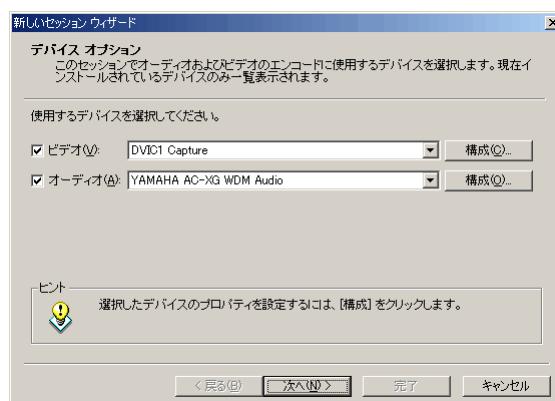 新しいセッション ウィザード
デバイス オプション
このセッションでオーディオおよびビデオのエンコードに使用するデバイスを選択します。現在イ
ンストールされているデバイスのみ一覧表示されます。
使用するデバイスを選択してください。
ビデオ(V): DVIC1 Capture 構成(C)...
オーディオ(A): YAMAHA AC-XG WDM Audio 構成(O)...
ヒント
選択したデバイスのプロパティを設定するには、[構成] をクリックします。
< 戻る(B) 次へ(N) > 完了 キャンセル